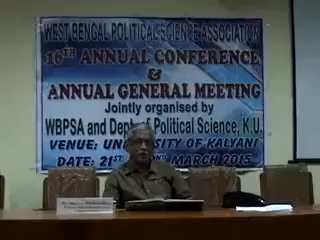 WEST BENGAL POLITICAL SCIENCE ASSOCIATION
16TH ANNUAL CONFERENCE
&
ANNUAL GENERAL MEETING
Jointly organised by
WBPSA and Dept. of Political Science, K.U.
VENUE: UNIVERSITY OF KALYANI
DATE: 21ST MARCH 2015